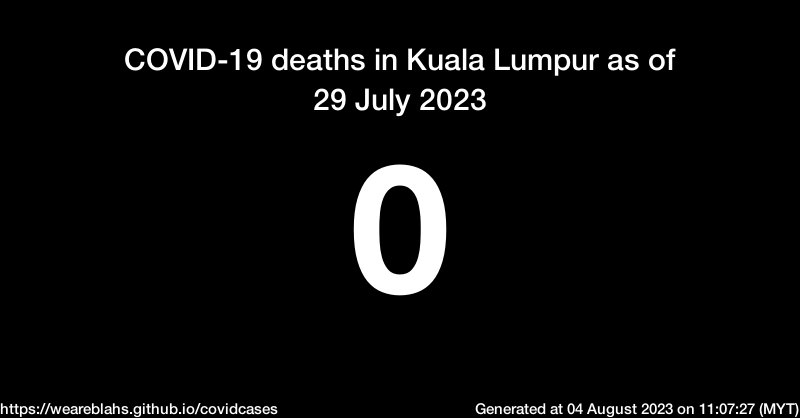 COVID-19 deaths in Kuala Lumpur as of
29 July 2023
0
https://weareblahs.github.io/covidcases
Generated at 04 August 2023 on 11:07:27 (MYT)